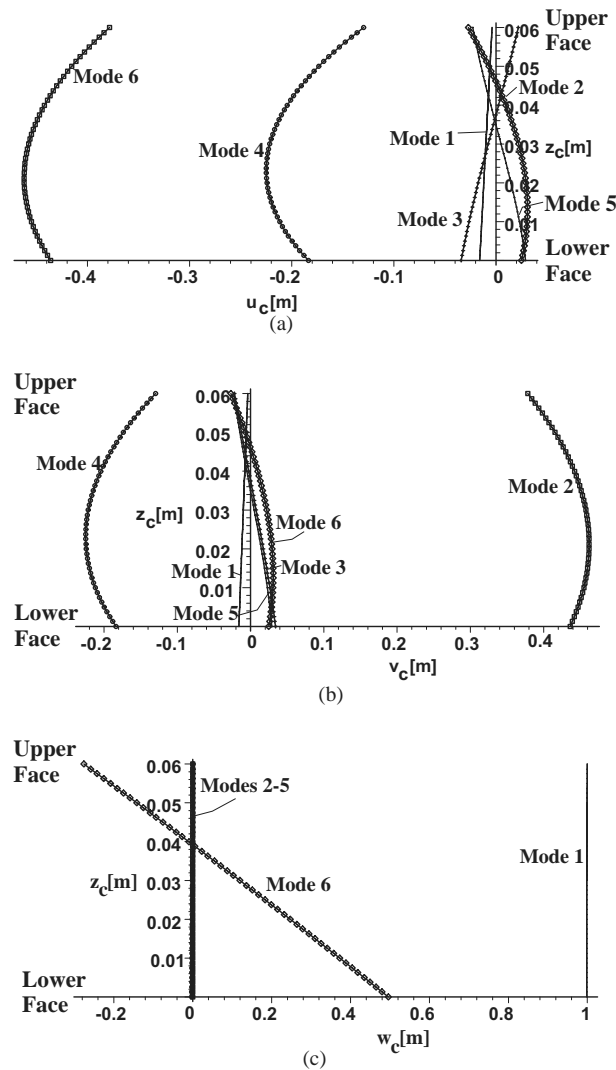 Mode 6
Mode 4
Mode 1
Mode 3
0.06
0.05
0.04
0.03
0.02
0.01
Upper
Face
Mode 2
z_c[m]
Mode 5
Lower
Face
-0.4
-0.3
-0.2
-0.1
0
u_c[m]
(a)
Upper
Face
Mode 4
0.06
0.05
0.04
z_c[m]
0.03
0.02
Mode 1
0.01
Mode 5
Mode 2
Mode 6
Mode 3
Lower
Face
-0.2
-0.1
0
0.1
0.2
0.3
0.4
v_c[m]
(b)
Upper
Face
0.06
0.05
0.04
z_c[m]
0.03
0.02
0.01
Modes 2-5
Mode 6
Mode 1
Lower
Face
-0.2
0
0.2
0.4
0.6
0.8
1
w_c[m]
(c)